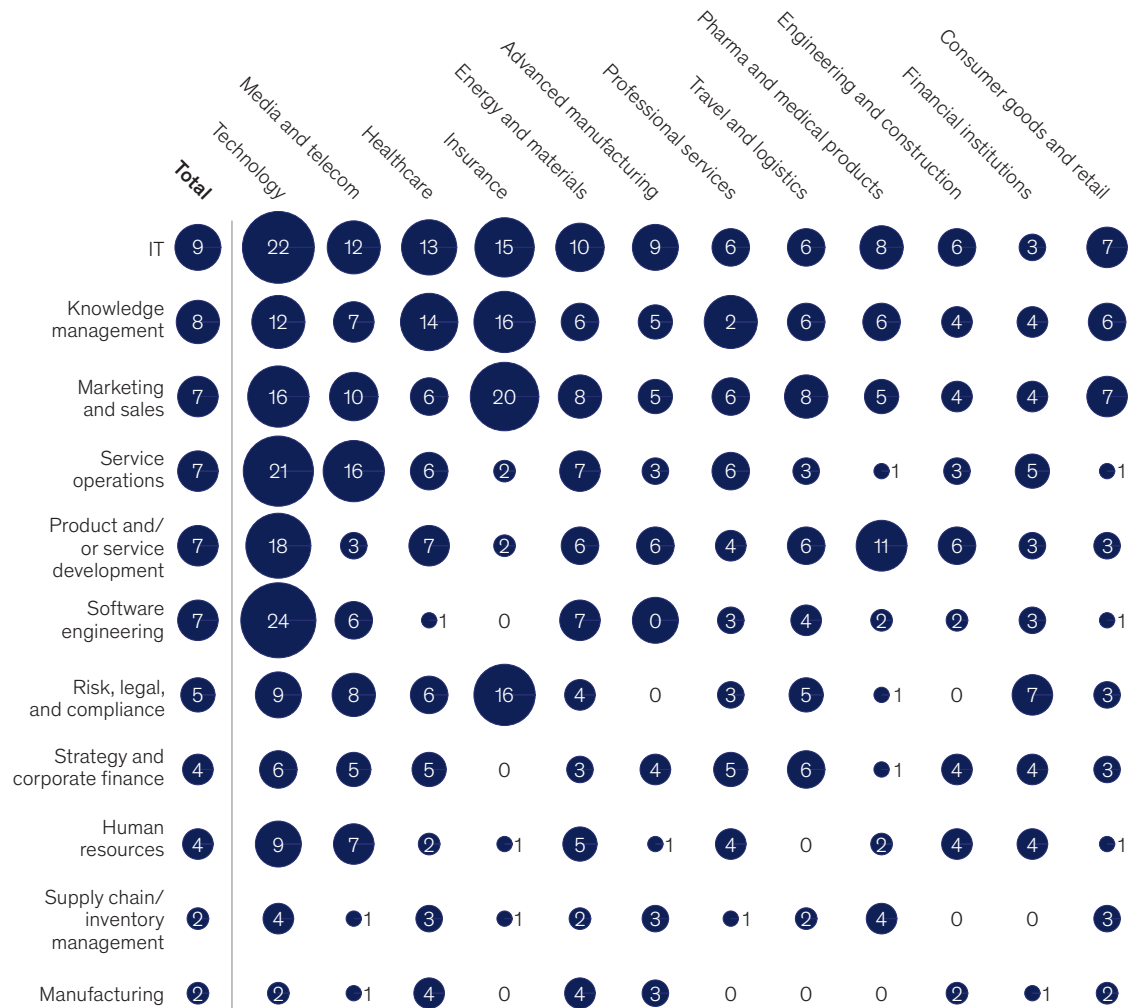 Total
Technology
Media and telecom
Healthcare
Insurance
Energy and materials
Advanced manufacturing
Professional services
Travel and logistics
Pharma and medical products
Engineering and construction
Financial institutions
Consumer goods and retail
IT 9 22 12 13 15 10 9 6 6 8 6 3 7
Knowledge
management 8 12 7 14 16 6 5 2 6 6 4 4 6
Marketing
and sales 7 16 10 6 20 8 5 6 8 5 4 4 7
Service
operations 7 21 16 6 2 7 3 6 3 1 3 5 1
Product and/
or service
development 7 18 3 7 2 6 6 4 6 11 6 3 3
Software
engineering 7 24 6 1 0 7 0 3 4 2 2 3 1
Risk, legal,
and compliance 5 9 8 6 16 4 0 3 5 1 0 7 3
Strategy and
corporate finance 4 6 5 5 0 3 4 5 6 1 4 4 3
Human
resources 4 9 7 2 1 5 1 4 0 2 4 4 1
Supply chain/
inventory
management 2 4 1 3 1 2 3 1 2 4 0 0 3
Manufacturing 2 2 1 4 0 4 3 0 0 0 2 1 2